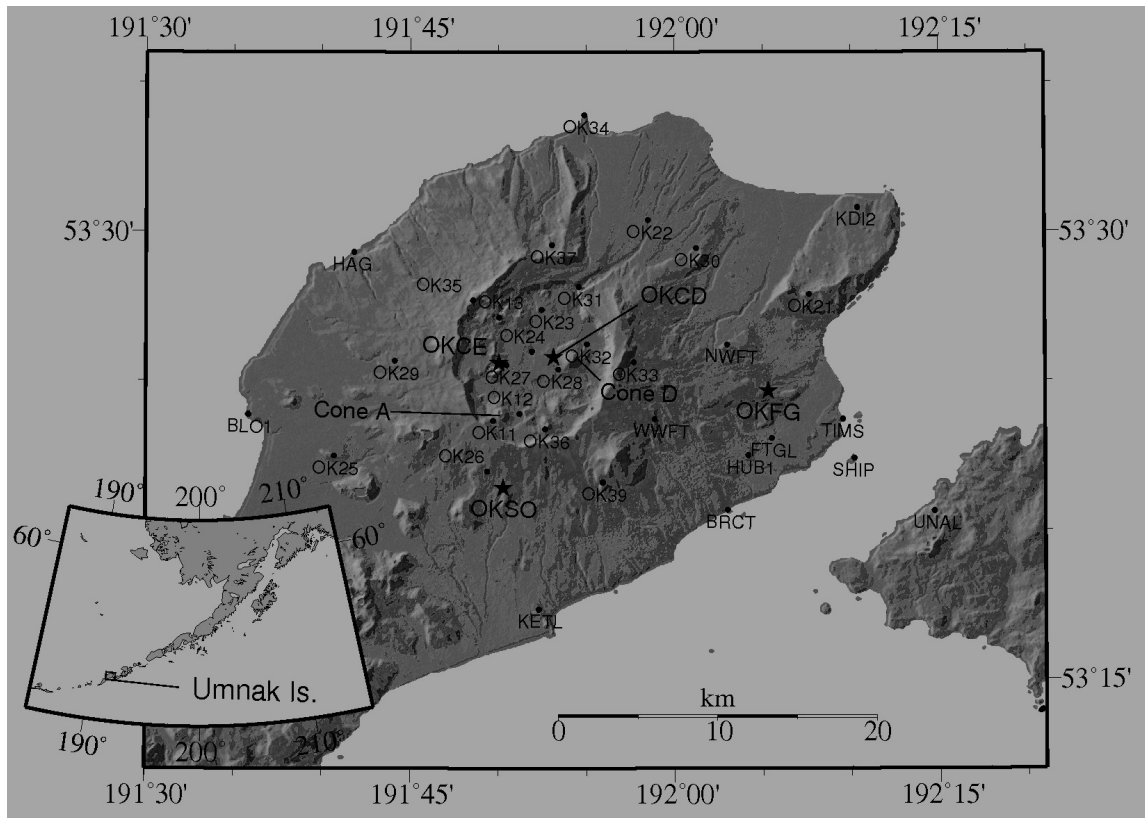 191°30' 191°45' 192°00' 192°15'
OK34
KDI2
53°30' 53°30'
OK22
OK37 OK30
HAG
OK35 OK31 OKCD
OK13 OK21
OK23
OK24
OKCE OK32 NWFT
OK29 OK27 OK28 OK33
Cone D
OK12
Cone A OKFG
BLO1 OK11 WWFT TIMS
OK36 FTGL
OK25 OK26 HUB1 SHIP
OK39
OKSO BRCT UNAL
190° 200° 210°
60° 60°
KETL
Umnak Is.
53°15'
km
0 10 20
190° 200° 210°
191°30' 191°45' 192°00' 192°15'